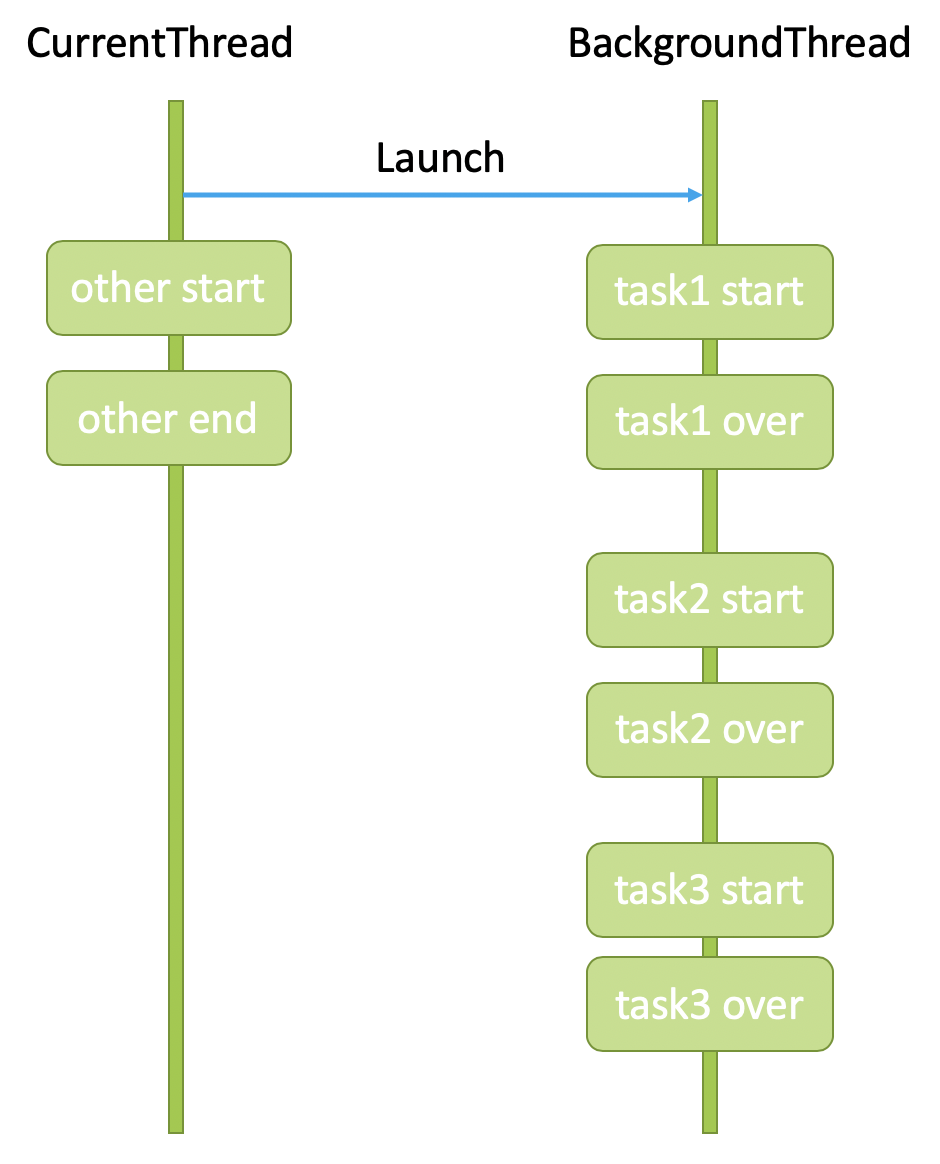 CurrentThread
BackgroundThread
Launch
other start
task1 start
other end
task1 over
task2 start
task2 over
task3 start
task3 over